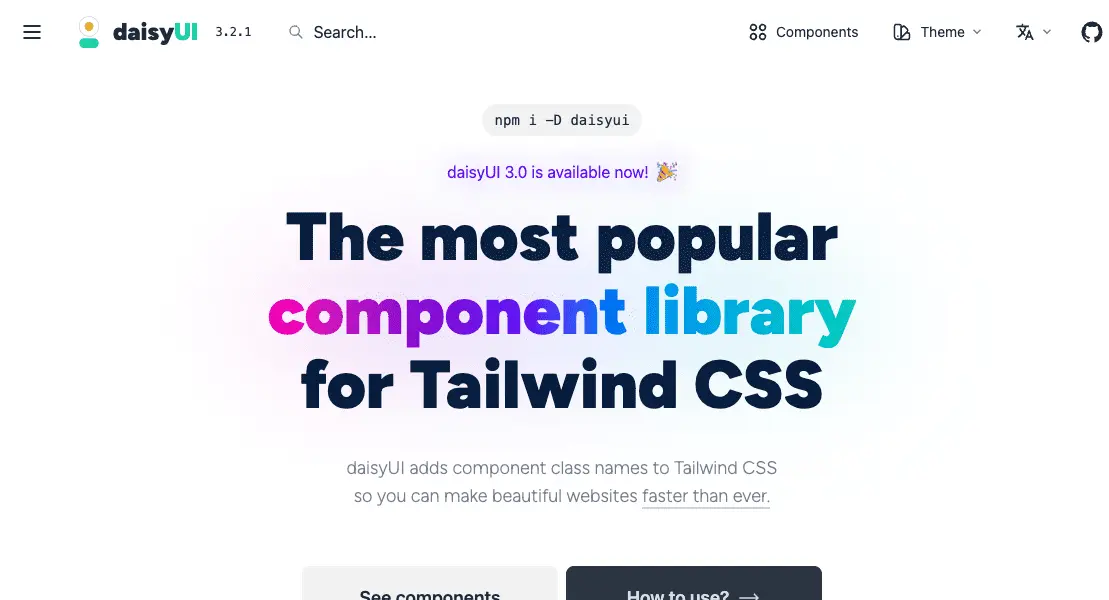 daisyUI 3.2.1
Search...
Components
Theme
npm i -D daisyui
daisyUI 3.0 is available now! 🎉
The most popular
component library
for Tailwind CSS
daisyUI adds component class names to Tailwind CSS
so you can make beautiful websites faster than ever.
See components
How to use? →